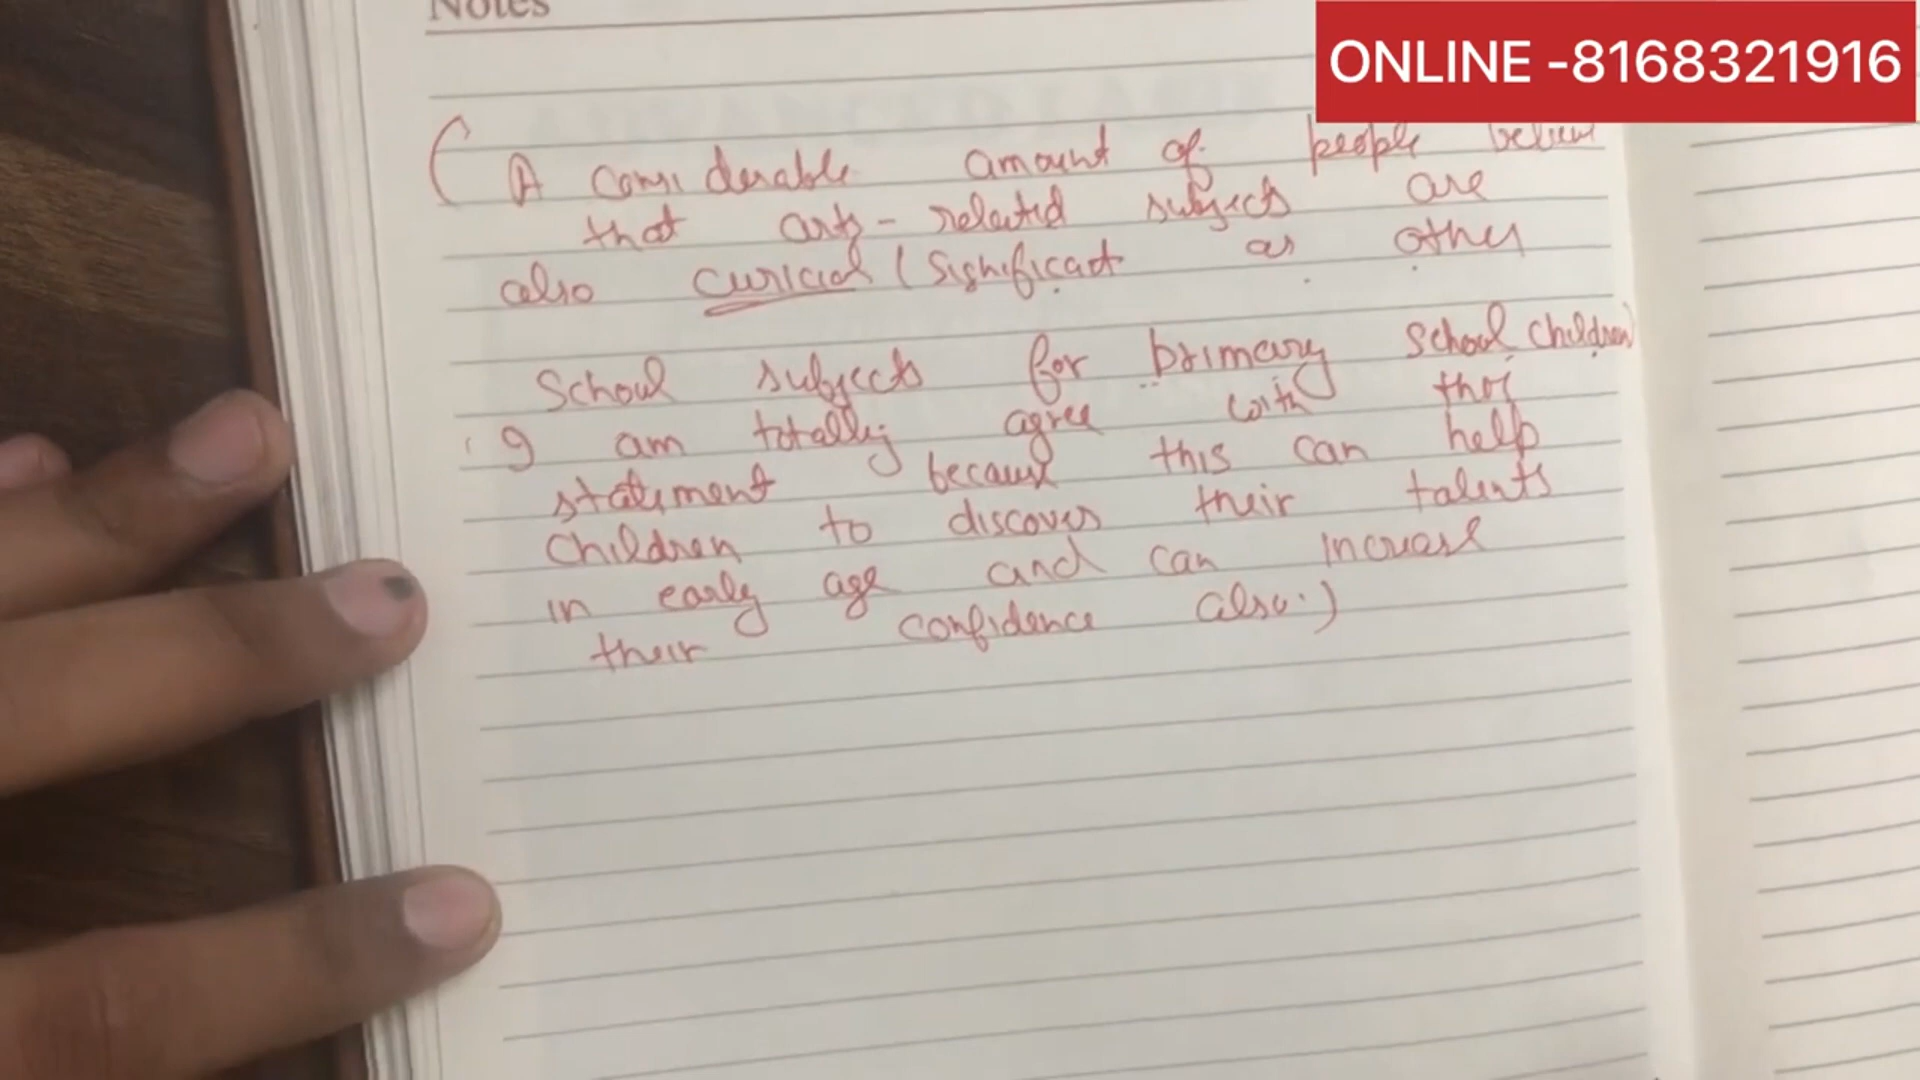 Notes
ONLINE -8168321916
(A considerable amount of people believe
that arts-related subjects are
also curicial (significant as other
School subjects for primary school children
I am totally agree with this
statement because this can help
children to discover their talents
in early age and can increase
their confidence also.)